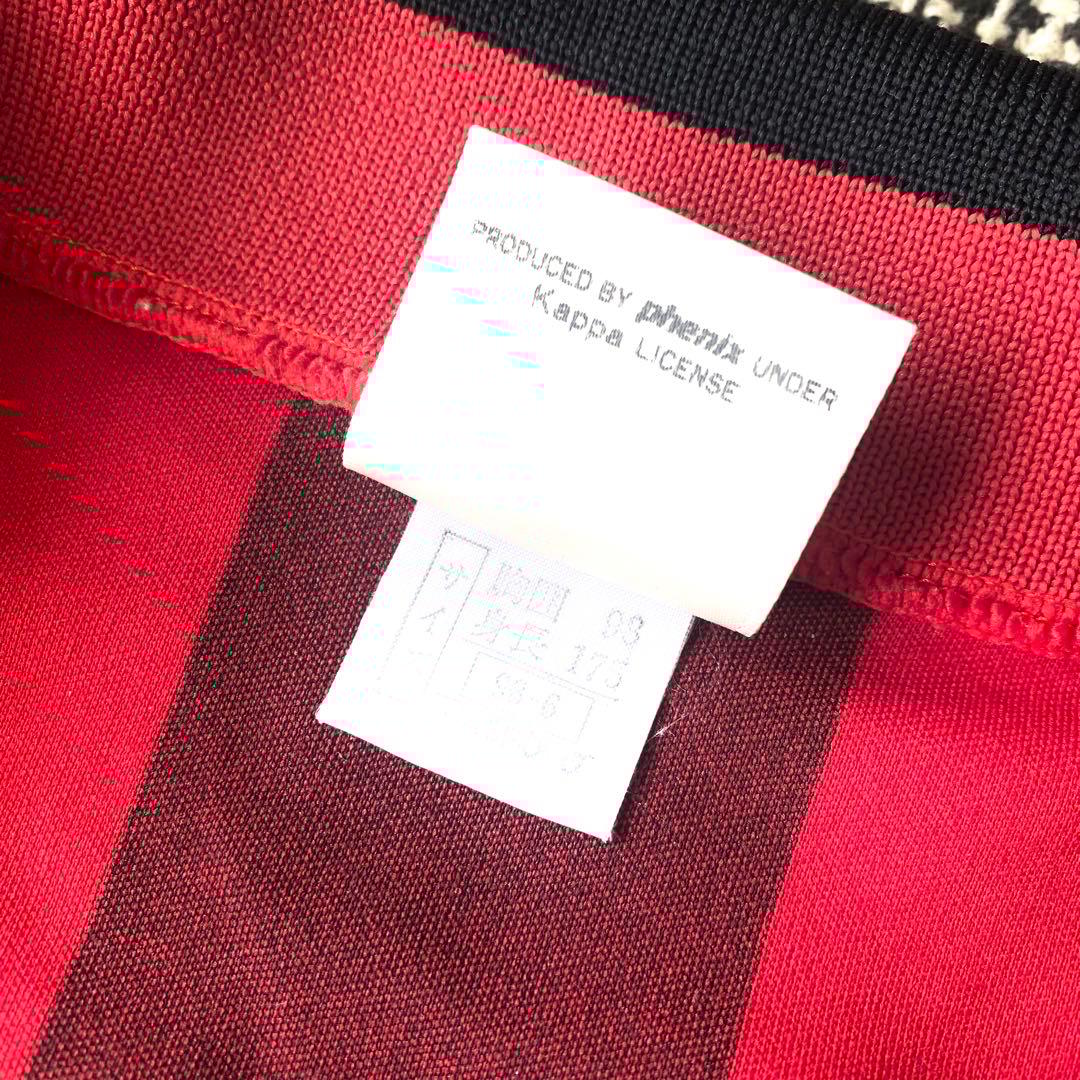 PRODUCED BY phenix UNDER
Kappa LICENSE
サイズ
胸囲 93
身長 175